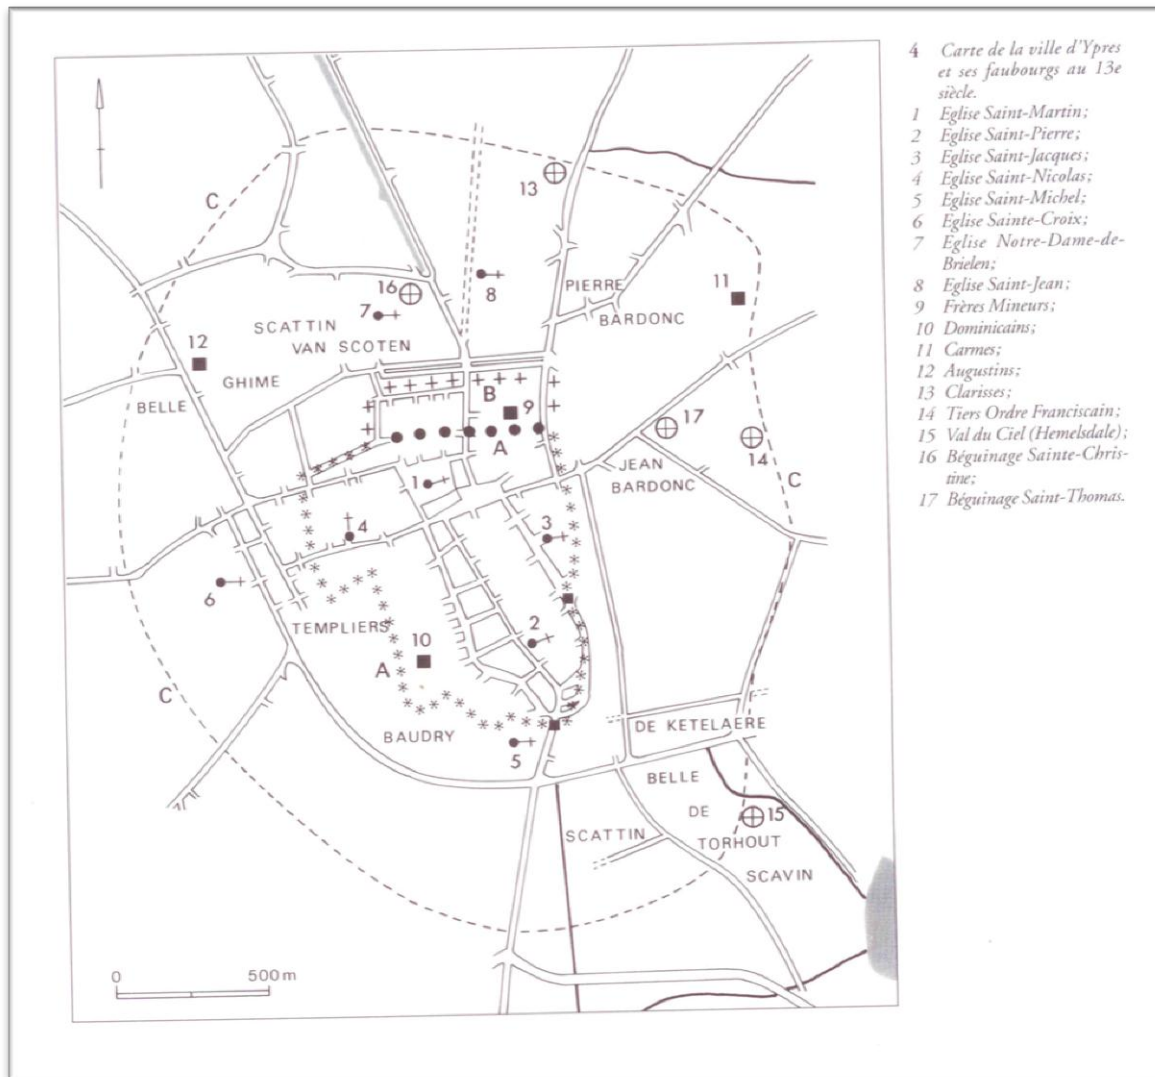 4 Carte de la ville d'Ypres
et ses faubourgs au 13e
siècle.
1 Eglise Saint-Martin;
2 Eglise Saint-Pierre;
3 Eglise Saint-Jacques;
4 Eglise Saint-Nicolas;
5 Eglise Saint-Michel;
6 Eglise Sainte-Croix;
7 Eglise Notre-Dame-de-
Brielen;
8 Eglise Saint-Jean;
9 Frères Mineurs;
10 Dominicains;
11 Carmes;
12 Augustins;
13 Clarisses;
14 Tiers Ordre Franciscain;
15 Val du Ciel (Hemelsdale);
16 Béguinage Sainte-Chris-
tine;
17 Béguinage Saint-Thomas.
13
C
16
8
PIERRE
11
7
BARDONC
SCATTIN
12
VAN SCOTEN
GHIME
B
BELLE
9
17
A
14
JEAN
BARDONC
C
1
4
3
6
TEMPLIERS
2
10
A
C
DE KETELAERE
BAUDRY
5
BELLE
DE
15
SCATTIN
TORHOUT
SCAVIN
0 500 m